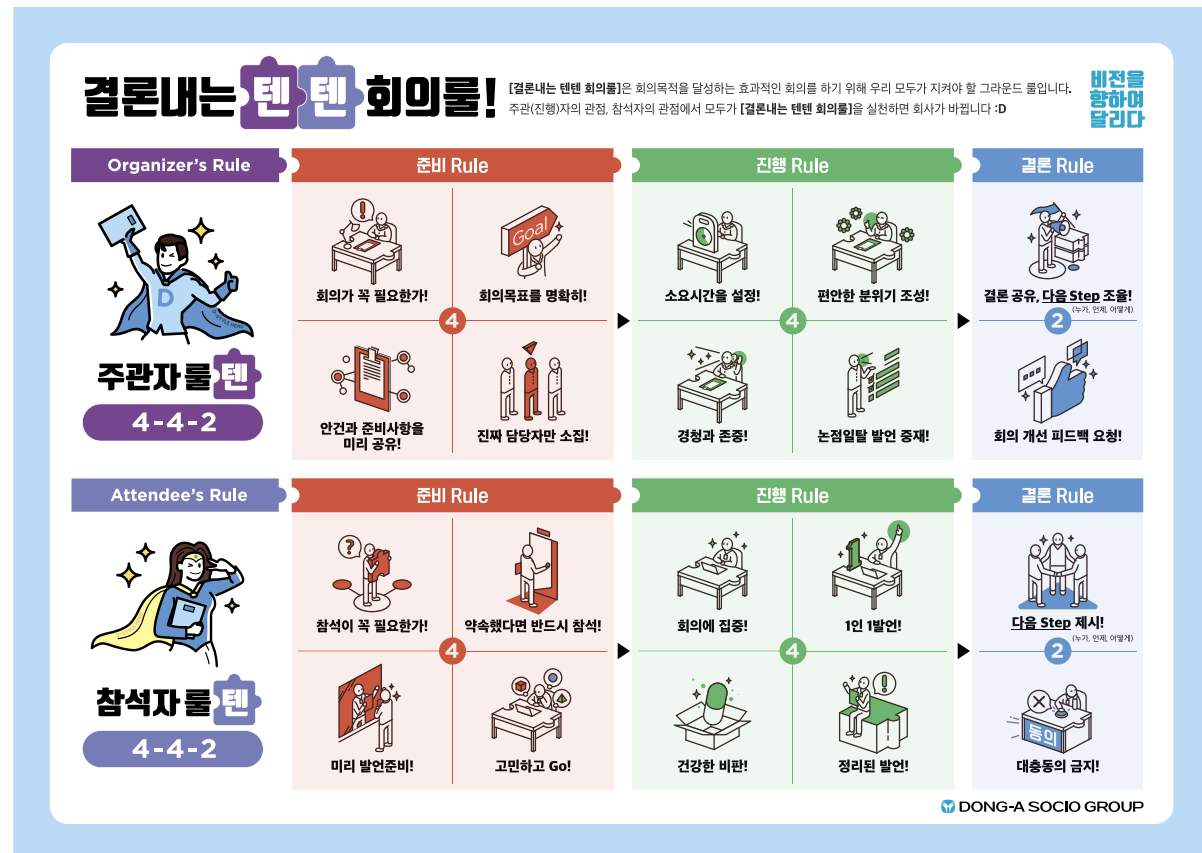 결론내는 텐텐 회의룰!
[결론내는 텐텐 회의룰]은 회의목적을 달성하는 효과적인 회의를 하기 위해 우리 모두가 지켜야 할 그라운드 룰입니다.
주관(진행)자의 관점, 참석자의 관점에서 모두가 [결론내는 텐텐 회의룰]을 실천하면 회사가 바뀝니다 :D
비전을
향하여
달리다
Organizer's Rule
준비 Rule
진행 Rule
결론 Rule
D
D-STYLE HERO
주관자 룰 텐
4-4-2
Goal
회의가 꼭 필요한가!
회의목표를 명확히!
4
안건과 준비사항을
미리 공유!
진짜 담당자만 소집!
소요시간을 설정!
편안한 분위기 조성!
4
경청과 존중!
논점일탈 발언 중재!
결론 공유, 다음 Step 조율!
(누가, 언제, 어떻게)
2
회의 개선 피드백 요청!
Attendee's Rule
준비 Rule
진행 Rule
결론 Rule
참석자 룰 텐
4-4-2
?
참석이 꼭 필요한가!
약속했다면 반드시 참석!
4
미리 발언준비!
고민하고 Go!
회의에 집중!
1
1인 1발언!
4
건강한 비판!
정리된 발언!
다음 Step 제시!
(누가, 언제, 어떻게)
2
동의
대충동의 금지!
DONG-A SOCIO GROUP